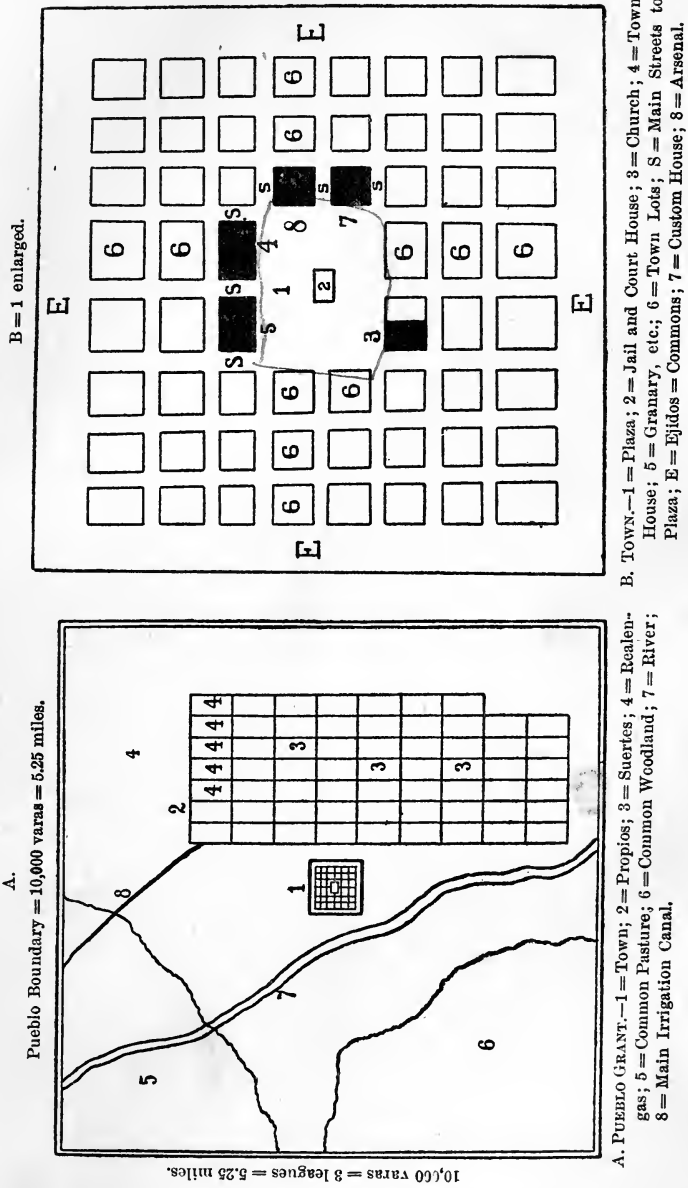 A.
Pueblo Boundary = 10,000 varas = 5.25 miles.
10,000 varas = 3 leagues = 5.25 miles.
8
4
5
2
4 4 4 4 4
1
3
7
3
3
6
A. PUEBLO GRANT.—1 = Town; 2 = Propios; 3 = Suertes; 4 = Realen-
gas; 5 = Common Pasture; 6 = Common Woodland; 7 = River;
8 = Main Irrigation Canal.
B = 1 enlarged.
E
6
6
S S S
5 4 S
6 6 6 1 8 6 6
E E
2 S
6 7
3 S
6
6
6
E
B. TOWN.—1 = Plaza; 2 = Jail and Court House; 3 = Church; 4 = Town
House; 5 = Granary, etc.; 6 = Town Lots; S = Main Streets to
Plaza; E = Ejidos = Commons; 7 = Custom House; 8 = Arsenal.